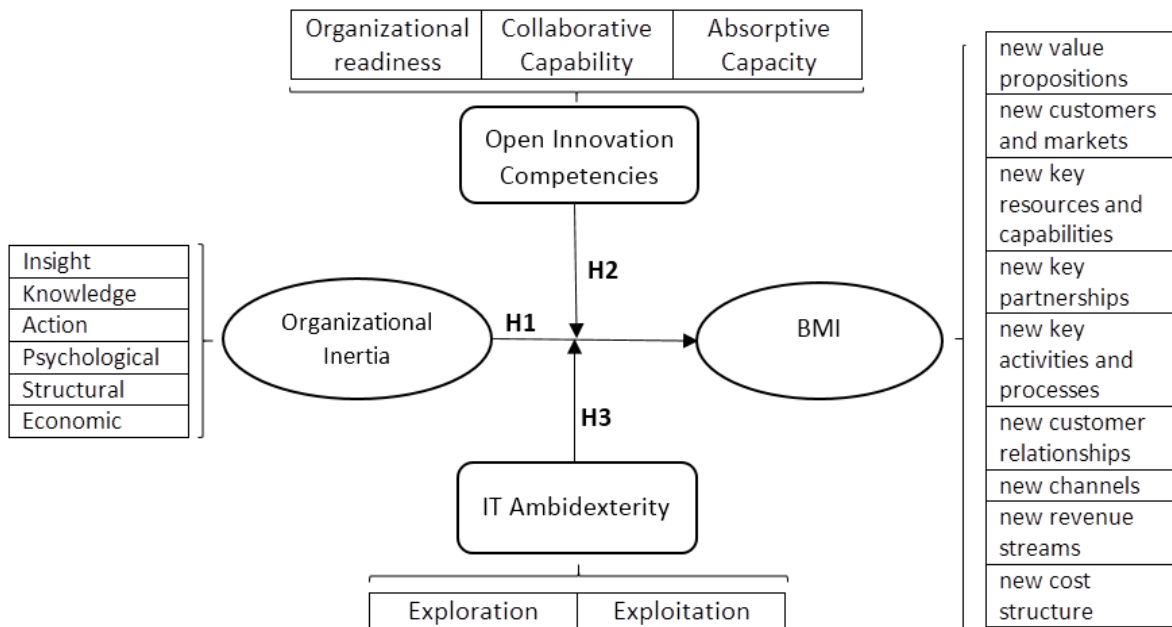 Organizational
readiness
Collaborative
Capability
Absorptive
Capacity
Open Innovation
Competencies
H2
Insight
Knowledge
Action
Psychological
Structural
Economic
Organizational
Inertia
H1
BMI
H3
IT Ambidexterity
Exploration
Exploitation
new value
propositions
new customers
and markets
new key
resources and
capabilities
new key
partnerships
new key
activities and
processes
new customer
relationships
new channels
new revenue
streams
new cost
structure